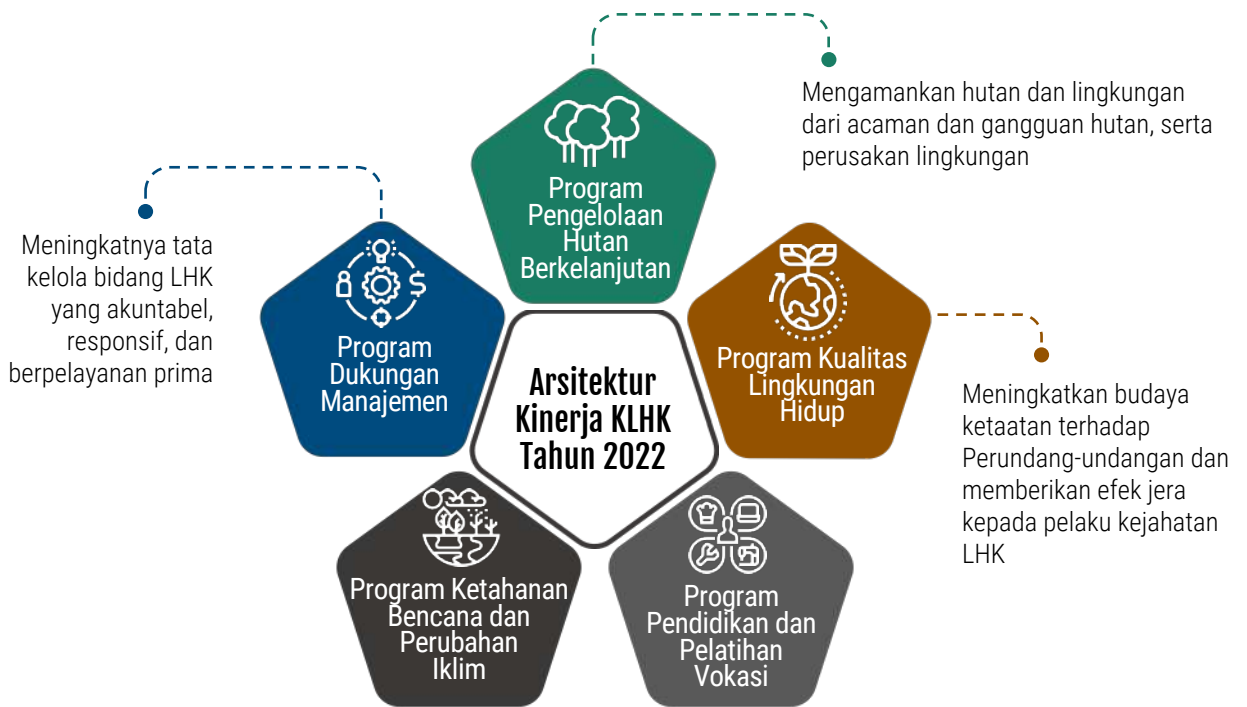 Mengamankan hutan dan lingkungan
dari acaman dan gangguan hutan, serta
perusakan lingkungan
Program
Pengelolaan
Hutan
Berkelanjutan
Meningkatnya tata
kelola bidang LHK
yang akuntabel,
responsif, dan
berpelayanan prima
Program
Dukungan
Manajemen
Program Kualitas
Lingkungan
Hidup
Arsitektur
Kinerja KLHK
Tahun 2022
Meningkatkan budaya
ketaatan terhadap
Perundang-undangan dan
memberikan efek jera
kepada pelaku kejahatan
LHK
Program Ketahanan
Bencana dan
Perubahan
Iklim
Program
Pendidikan dan
Pelatihan
Vokasi